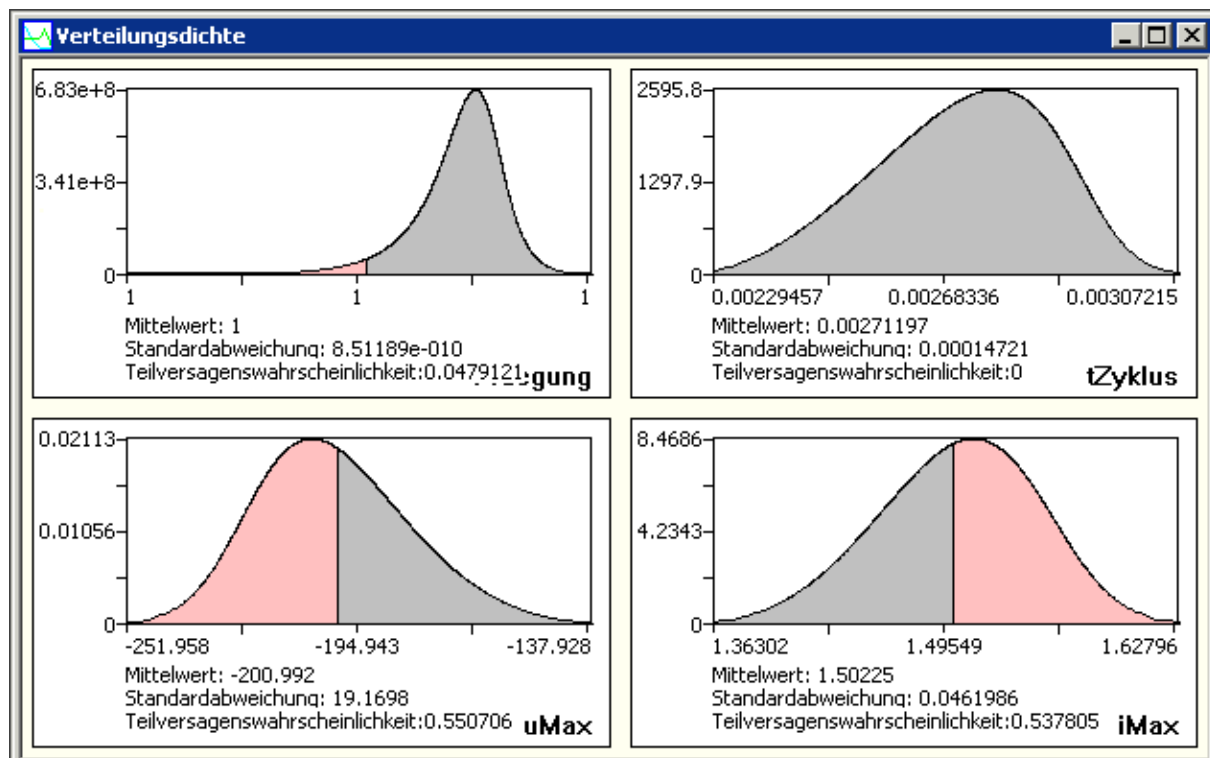 Verteilungsdichte
6.83e+8
3.41e+8
0
1 1 1
Mittelwert: 1
Standardabweichung: 8.51189e-010
Teilversagenswahrscheinlichkeit:0.0479121
gung
2595.8
1297.9
0
0.00229457 0.00268336 0.00307215
Mittelwert: 0.00271197
Standardabweichung: 0.00014721
Teilversagenswahrscheinlichkeit:0
tZyklus
0.02113
0.01056
0
-251.958 -194.943 -137.928
Mittelwert: -200.992
Standardabweichung: 19.1698
Teilversagenswahrscheinlichkeit:0.550706
uMax
8.4686
4.2343
0
1.36302 1.49549 1.62796
Mittelwert: 1.50225
Standardabweichung: 0.0461986
Teilversagenswahrscheinlichkeit:0.537805
iMax